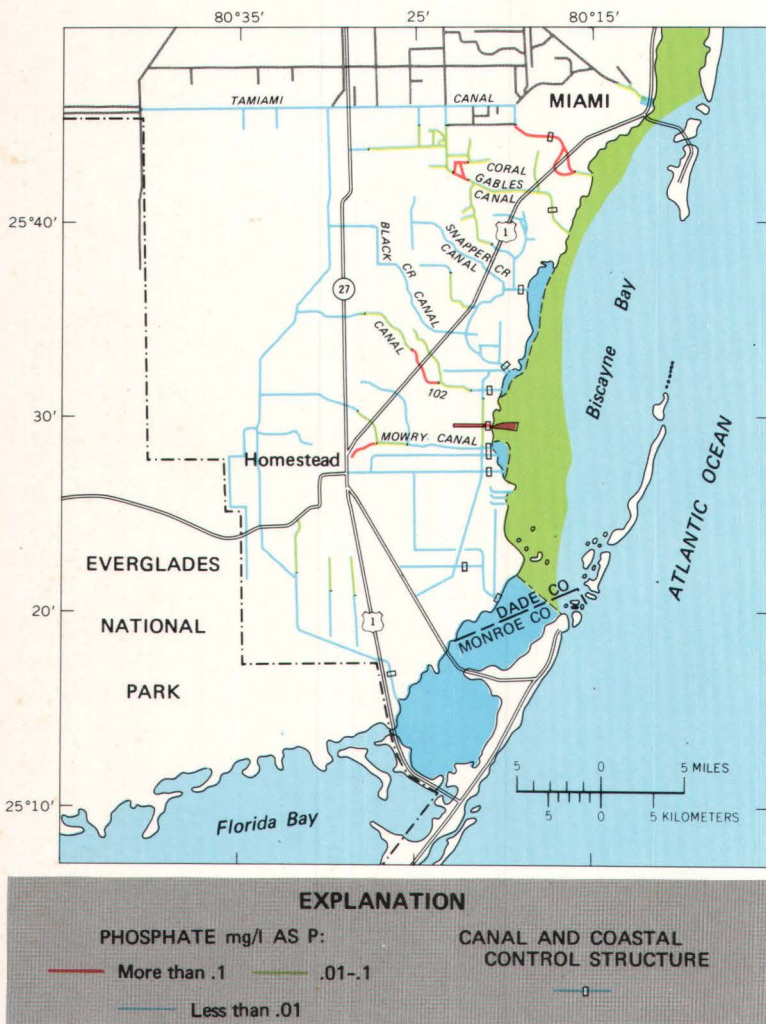 80°35′ 25′ 80°15′
TAMIAMI CANAL MIAMI
CORAL
GABLES
CANAL
25°40′
1
SNAPPER CR
CANAL
BLACK CR CANAL
27
Biscayne Bay
CANAL
102
30′
MOWRY CANAL
Homestead
ATLANTIC OCEAN
EVERGLADES
NATIONAL
PARK
20′
1
DADE CO
MONROE CO
5 0 5 MILES
5 0 5 KILOMETERS
25°10′
Florida Bay
EXPLANATION
PHOSPHATE mg/l AS P:
More than .1 .01-.1
Less than .01
CANAL AND COASTAL
CONTROL STRUCTURE